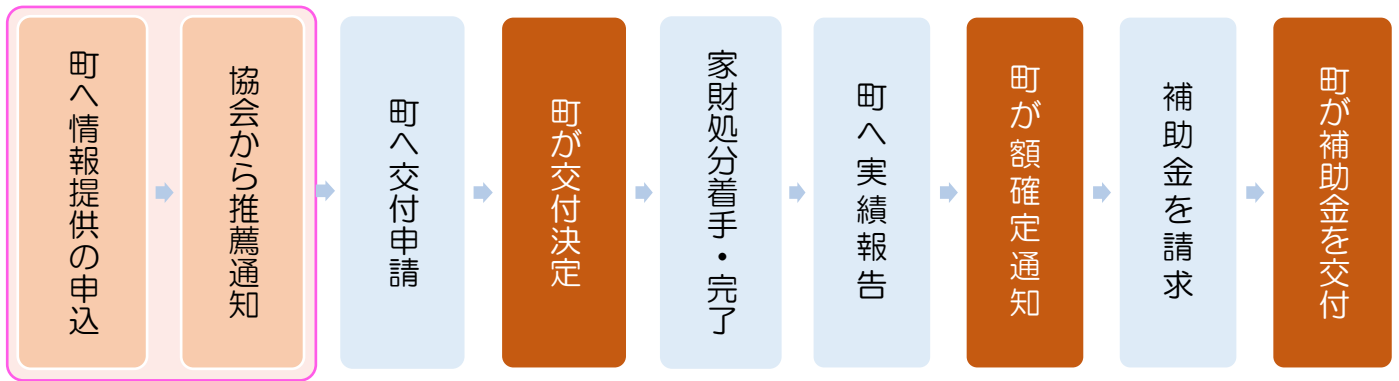 町へ情報提供の申込
協会から推薦通知
町へ交付申請
町が交付決定
家財処分着手・完了
町へ実績報告
町が額確定通知
補助金を請求
町が補助金を交付